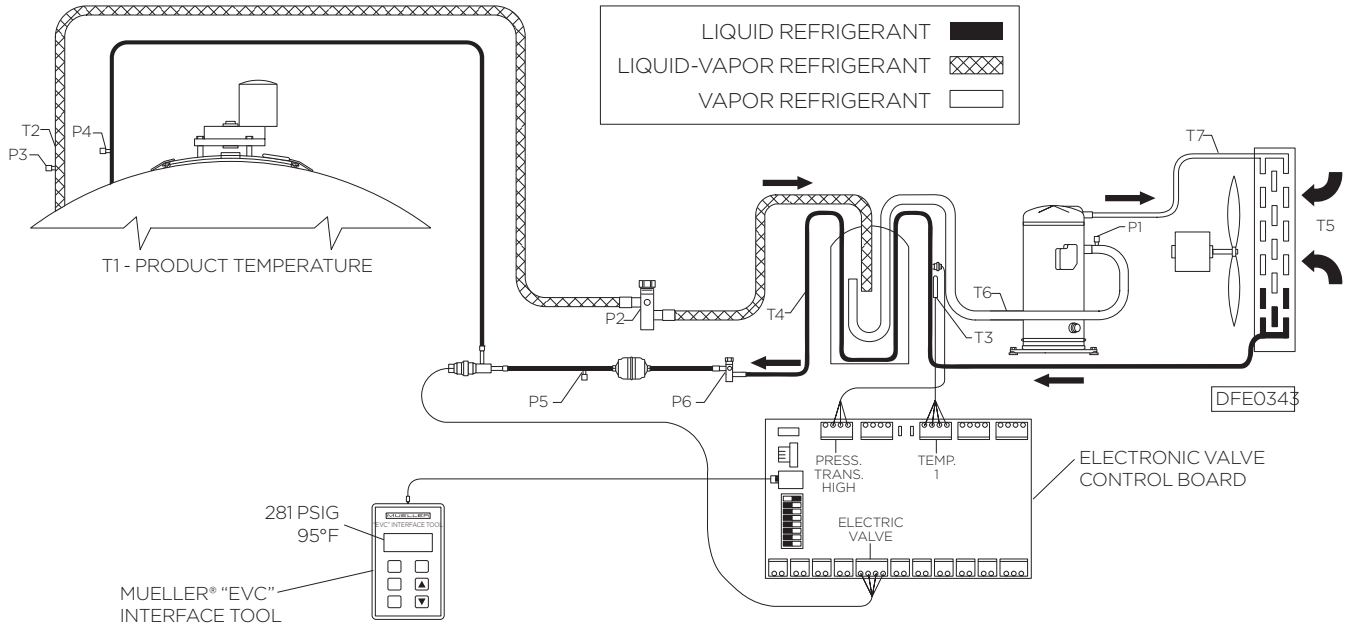 LIQUID REFRIGERANT
LIQUID-VAPOR REFRIGERANT
VAPOR REFRIGERANT
T2
P3
P4
T1 - PRODUCT TEMPERATURE
P2
T4
T6
T3
P1
T7
T5
P5
P6
DFE0343
PRESS.
TRANS.
HIGH
TEMP.
1
ELECTRIC
VALVE
ELECTRONIC VALVE
CONTROL BOARD
281 PSIG
95°F
MUELLER
"EVC" INTERFACE TOOL
MUELLER® “EVC”
INTERFACE TOOL